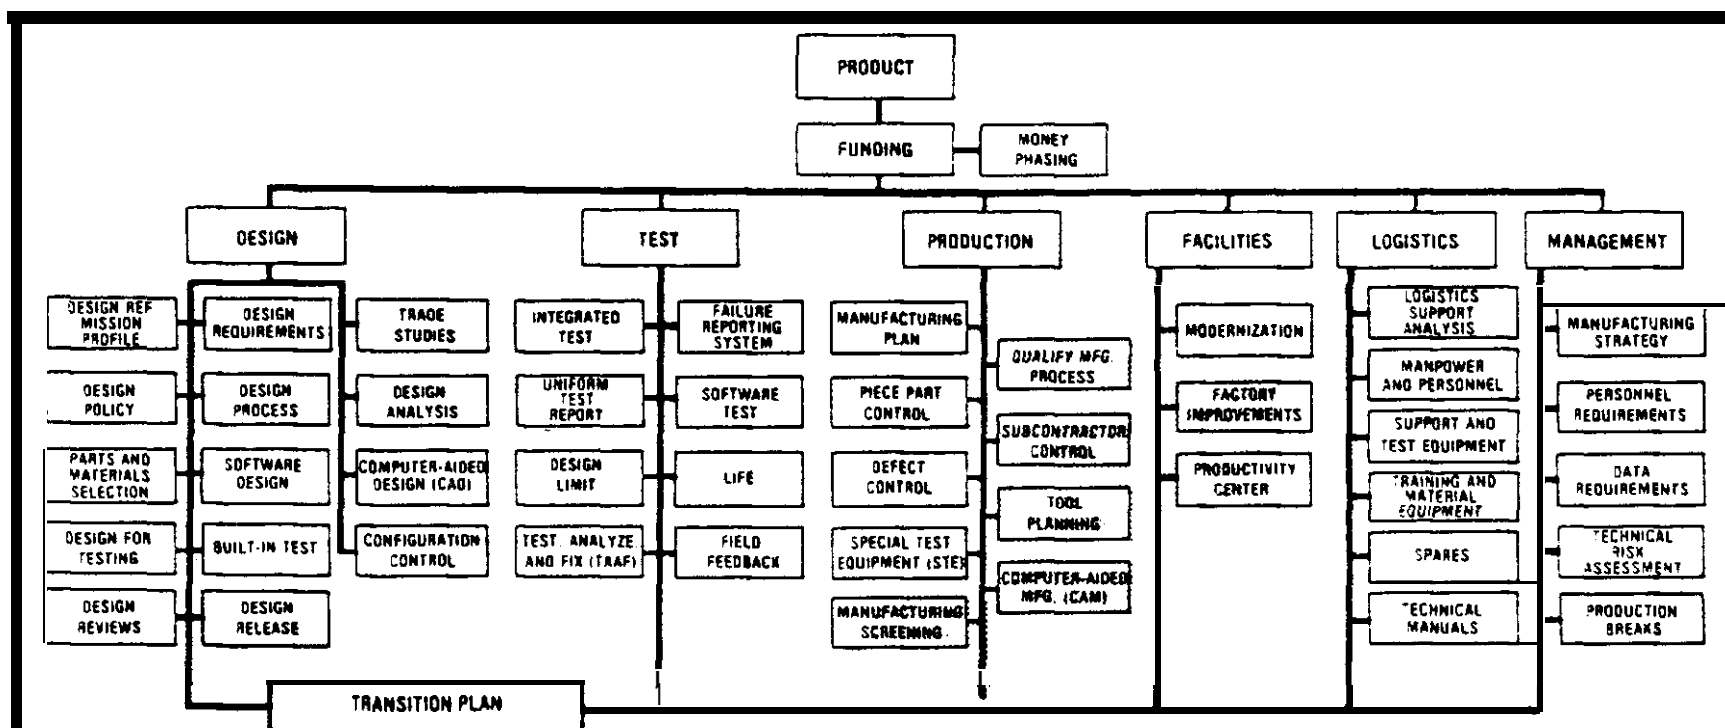 PRODUCT
FUNDING
MONEY
PHASING
DESIGN
TEST
PRODUCTION
FACILITIES
LOGISTICS
MANAGEMENT
DESIGN REF
MISSION
PROFILE
DESIGN
REQUIREMENTS
TRADE
STUDIES
DESIGN
POLICY
DESIGN
PROCESS
DESIGN
ANALYSIS
PARTS AND
MATERIALS
SELECTION
SOFTWARE
DESIGN
COMPUTER-AIDED
DESIGN (CAD)
DESIGN FOR
TESTING
BUILT-IN TEST
CONFIGURATION
CONTROL
DESIGN
REVIEWS
DESIGN
RELEASE
INTEGRATED
TEST
FAILURE
REPORTING
SYSTEM
UNIFORM
TEST
REPORT
SOFTWARE
TEST
DESIGN
LIMIT
LIFE
TEST, ANALYZE
AND FIX (TAAF)
FIELD
FEEDBACK
MANUFACTURING
PLAN
QUALIFY MFG.
PROCESS
PIECE PART
CONTROL
SUBCONTRACTOR
CONTROL
DEFECT
CONTROL
TOOL
PLANNING
SPECIAL TEST
EQUIPMENT (STE)
COMPUTER-AIDED
MFG. (CAM)
MANUFACTURING
SCREENING
MODERNIZATION
FACTORY
IMPROVEMENTS
PRODUCTIVITY
CENTER
LOGISTICS
SUPPORT
ANALYSIS
MANPOWER
AND PERSONNEL
SUPPORT AND
TEST EQUIPMENT
TRAINING AND
MATERIAL
EQUIPMENT
SPARES
TECHNICAL
MANUALS
MANUFACTURING
STRATEGY
PERSONNEL
REQUIREMENTS
DATA
REQUIREMENTS
TECHNICAL
RISK
ASSESSMENT
PRODUCTION
BREAKS
TRANSITION PLAN